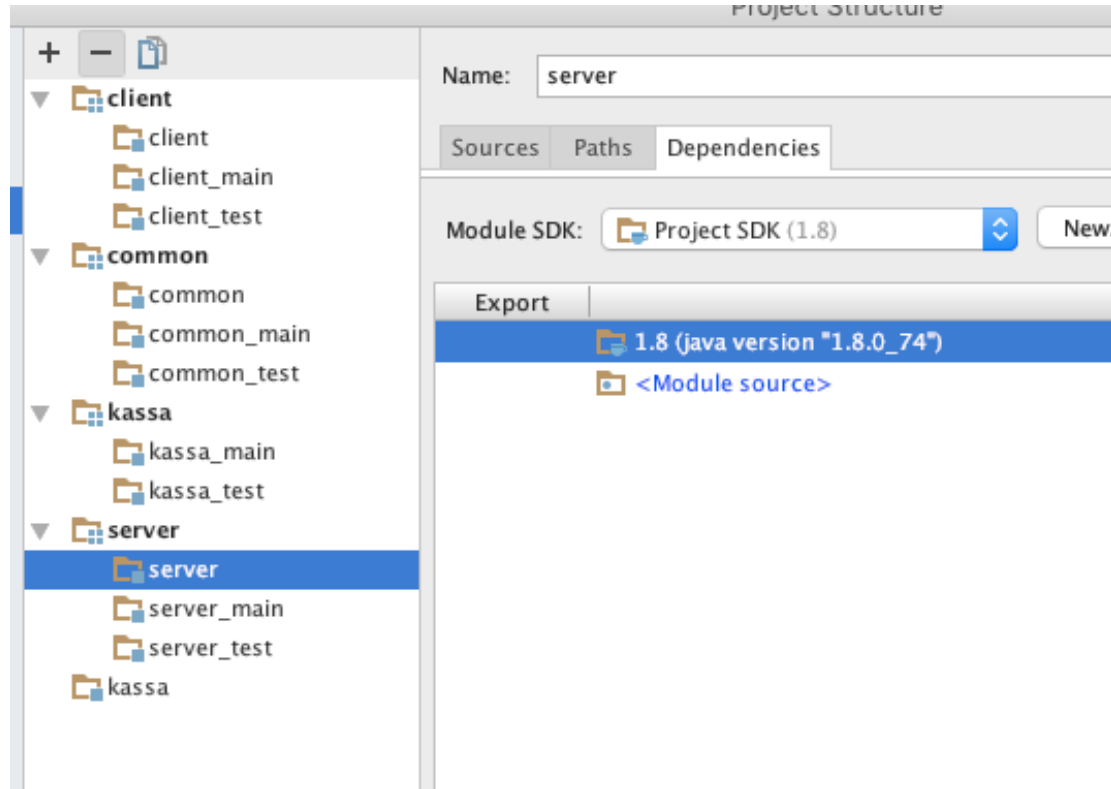 Project Structure
client
client
client_main
client_test
common
common
common_main
common_test
kassa
kassa_main
kassa_test
server
server
server_main
server_test
kassa
Name: server
Sources Paths Dependencies
Module SDK: Project SDK (1.8) New.
Export
1.8 (java version "1.8.0_74")
<Module source>